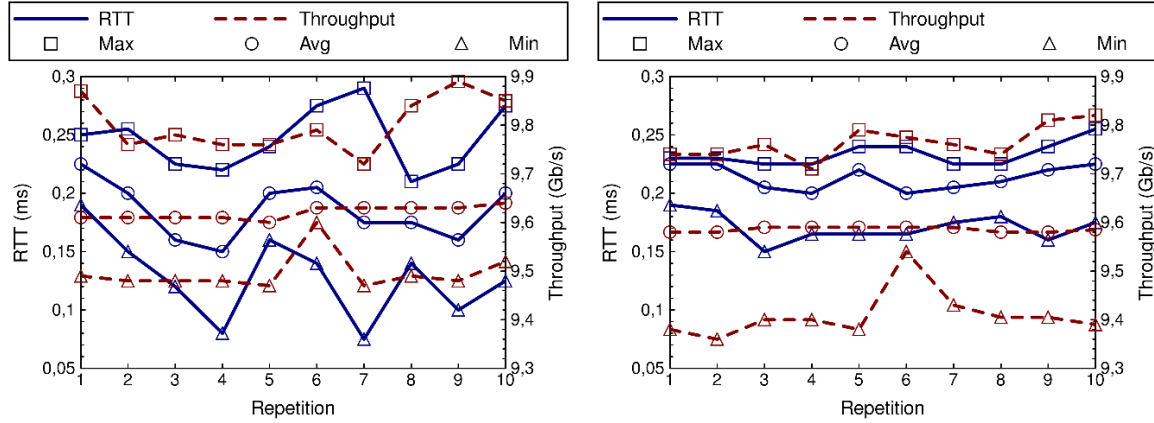 RTT Throughput
Max Avg Min
0,3
0,25
0,2
0,15
0,1
0,05
RTT (ms)
9,9
9,8
9,7
9,6
9,5
9,4
9,3
Throughput (Gb/s)
1 2 3 4 5 6 7 8 9 10
Repetition
RTT Throughput
Max Avg Min
0,3
0,25
0,2
0,15
0,1
0,05
RTT (ms)
9,9
9,8
9,7
9,6
9,5
9,4
9,3
Throughput (Gb/s)
1 2 3 4 5 6 7 8 9 10
Repetition